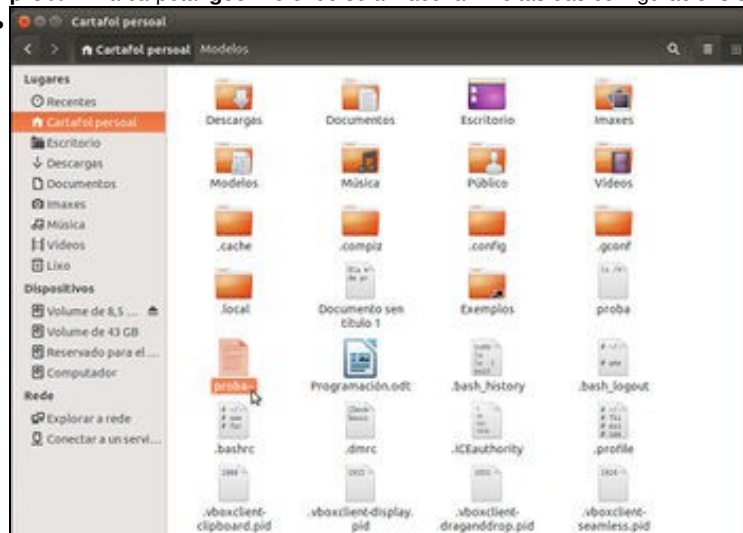 Cartafol persoal
Cartafol persoal Modelos
Lugares
Recentes
Cartafol persoal
Escritorio
Descargas
Documentos
Imaxes
Música
Vídeos
Lixo
Dispositivos
Volume de 8,5 ...
Volume de 43 GB
Reservado para el ...
Computador
Rede
Explorar a rede
Conectar a un servi...
Descargas Documentos Escritorio Imaxes
Modelos Música Público Vídeos
.cache .compiz .config .gconf
.local Documento sen Exemplos proba
título 1
proba~ Programación.odt .bash_history .bash_logout
.bashrc .dmrc .ICEauthority .profile
.vboxclient- .vboxclient-display. .vboxclient- .vboxclient-
clipboard.pid pid draganddrop.pid seamless.pid